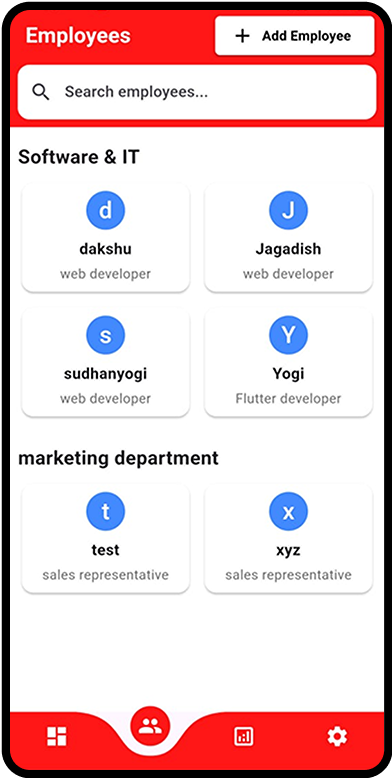 Employees
+ Add Employee
Search employees...
Software & IT
d J
dakshu Jagadish
web developer web developer
s Y
sudhanyogi Yogi
web developer Flutter developer
marketing department
t x
test xyz
sales representative sales representative